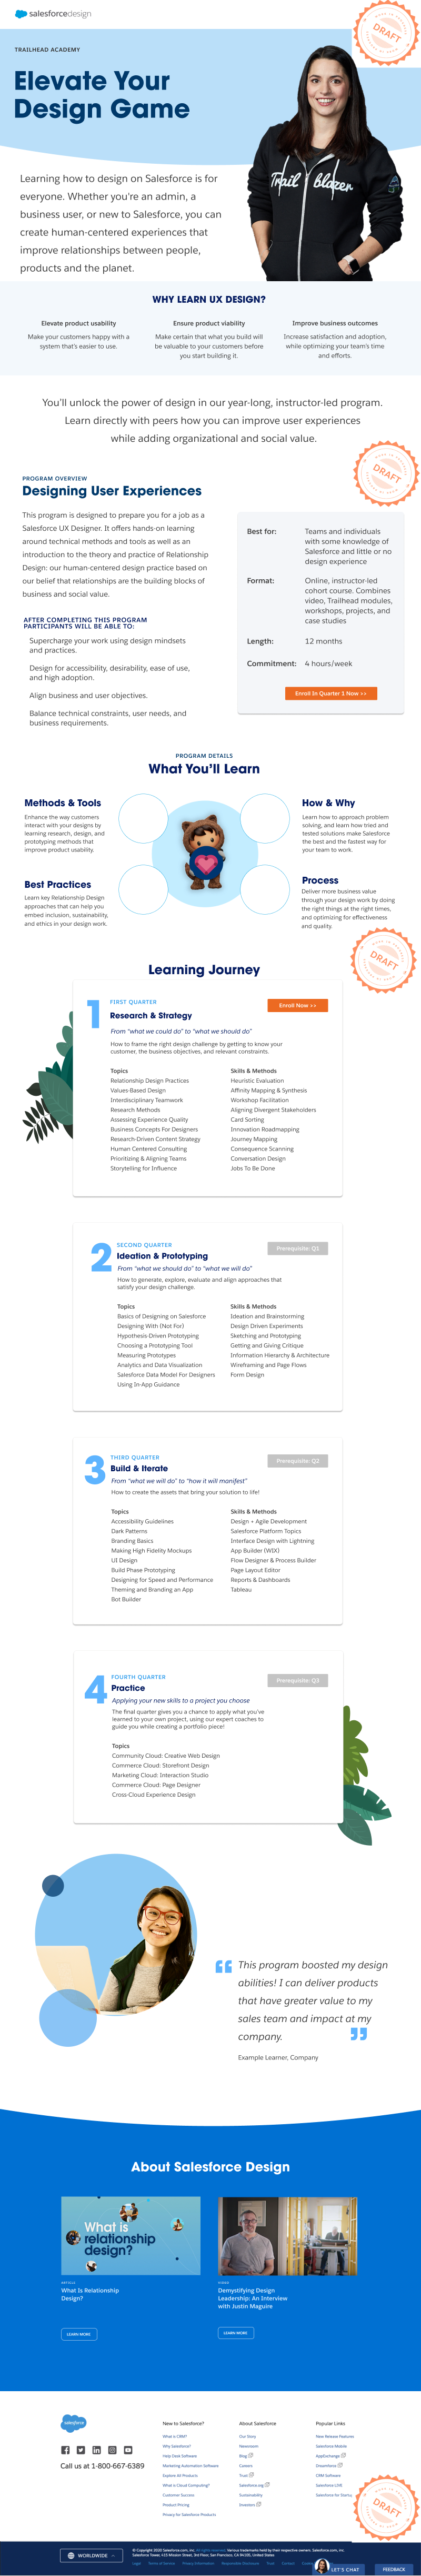 salesforcedesign
DRAFT
TRAILHEAD ACADEMY
Elevate Your
Design Game
Trail Blazer
Learning how to design on Salesforce is for
everyone. Whether you're an admin, a
business user, or new to Salesforce, you can
create human-centered experiences that
improve relationships between people,
products and the planet.
WHY LEARN UX DESIGN?
Elevate product usability
Make your customers happy with a
system that's easier to use.
Ensure product viability
Make certain that what you build will
be valuable to your customers before
you start building it.
Improve business outcomes
Increase satisfaction and adoption,
while optimizing your team's time
and efforts.
You'll unlock the power of design in our year-long, instructor-led program.
Learn directly with peers how you can improve user experiences
while adding organizational and social value.
DRAFT
PROGRAM OVERVIEW
Designing User Experiences
This program is designed to prepare you for a job as a
Salesforce UX Designer. It offers hands-on learning
around technical methods and tools as well as an
introduction to the theory and practice of Relationship
Design: our human-centered design practice based on
our belief that relationships are the building blocks of
business and social value.
AFTER COMPLETING THIS PROGRAM
PARTICIPANTS WILL BE ABLE TO:
Supercharge your work using design mindsets
and practices.
Design for accessibility, desirability, ease of use,
and high adoption.
Align business and user objectives.
Balance technical constraints, user needs, and
business requirements.
Best for: Teams and individuals
with some knowledge of
Salesforce and little or no
design experience
Format: Online, instructor-led
cohort course. Combines
video, Trailhead modules,
workshops, projects, and
case studies
Length: 12 months
Commitment: 4 hours/week
Enroll In Quarter 1 Now >>
PROGRAM DETAILS
What You'll Learn
Methods & Tools
Enhance the way customers
interact with your designs by
learning research, design, and
prototyping methods that
improve product usability.
How & Why
Learn how to approach problem
solving, and learn how tried and
tested solutions make Salesforce
the best and the fastest way for
your team to work.
Best Practices
Learn key Relationship Design
approaches that can help you
embed inclusion, sustainability,
and ethics in your design work.
Process
Deliver more business value
through your design work by doing
the right things at the right times,
and optimizing for effectiveness
and quality.
DRAFT
Learning Journey
1
FIRST QUARTER
Enroll Now >>
Research & Strategy
From "what we could do" to "what we should do"
How to frame the right design challenge by getting to know your
customer, the business objectives, and relevant constraints.
Topics
Relationship Design Practices
Values-Based Design
Interdisciplinary Teamwork
Research Methods
Assessing Experience Quality
Business Concepts For Designers
Research-Driven Content Strategy
Human Centered Consulting
Prioritizing & Aligning Teams
Storytelling for Influence
Skills & Methods
Heuristic Evaluation
Affinity Mapping & Synthesis
Workshop Facilitation
Aligning Divergent Stakeholders
Card Sorting
Innovation Roadmapping
Journey Mapping
Consequence Scanning
Conversation Design
Jobs To Be Done
2
SECOND QUARTER
Prerequisite: Q1
Ideation & Prototyping
From "what we should do" to "what we will do"
How to generate, explore, evaluate and align approaches that
satisfy your design challenge.
Topics
Basics of Designing on Salesforce
Designing With (Not For)
Hypothesis-Driven Prototyping
Choosing a Prototyping Tool
Measuring Prototypes
Analytics and Data Visualization
Salesforce Data Model For Designers
Using In-App Guidance
Skills & Methods
Ideation and Brainstorming
Design Driven Experiments
Sketching and Prototyping
Getting and Giving Critique
Information Hierarchy & Architecture
Wireframing and Page Flows
Form Design
3
THIRD QUARTER
Prerequisite: Q2
Build & Iterate
From "what we will do" to "how it will manifest"
How to create the assets that bring your solution to life!
Topics
Accessibility Guidelines
Dark Patterns
Branding Basics
Making High Fidelity Mockups
UI Design
Build Phase Prototyping
Designing for Speed and Performance
Theming and Branding an App
Bot Builder
Skills & Methods
Design + Agile Development
Salesforce Platform Topics
Interface Design with Lightning
App Builder (WIX)
Flow Designer & Process Builder
Page Layout Editor
Reports & Dashboards
Tableau
4
FOURTH QUARTER
Prerequisite: Q3
Practice
Applying your new skills to a project you choose
The final quarter gives you a chance to apply what you've
learned to your own project, using our expert coaches to
guide you while creating a portfolio piece!
Topics
Community Cloud: Creative Web Design
Commerce Cloud: Storefront Design
Marketing Cloud: Interaction Studio
Commerce Cloud: Page Designer
Cross-Cloud Experience Design
This program boosted my design
abilities! I can deliver products
that have greater value to my
sales team and impact at my
company.
Example Learner, Company
About Salesforce Design
What is
relationship
design?
ARTICLE
What Is Relationship
Design?
LEARN MORE
VIDEO
Demystifying Design
Leadership: An Interview
with Justin Maguire
LEARN MORE
salesforce
Call us at 1-800-667-6389
New to Salesforce?
What is CRM?
Why Salesforce?
Help Desk Software
Marketing Automation Software
Explore All Products
What is Cloud Computing?
Customer Success
Product Pricing
Privacy for Salesforce Products
About Salesforce
Our Story
Newsroom
Blog
Careers
Trust
Salesforce.org
Sustainability
Investors
Popular Links
New Release Features
Salesforce Mobile
AppExchange
Dreamforce
CRM Software
Salesforce LIVE
Salesforce for Startup
DRAFT
WORLDWIDE
© Copyright 2020 Salesforce.com, inc. All rights reserved. Various trademarks held by their respective owners. Salesforce.com, inc.
Salesforce Tower, 415 Mission Street, 3rd Floor, San Francisco, CA 94105, United States
Legal Terms of Service Privacy Information Responsible Disclosure Trust Contact
LET'S CHAT
FEEDBACK